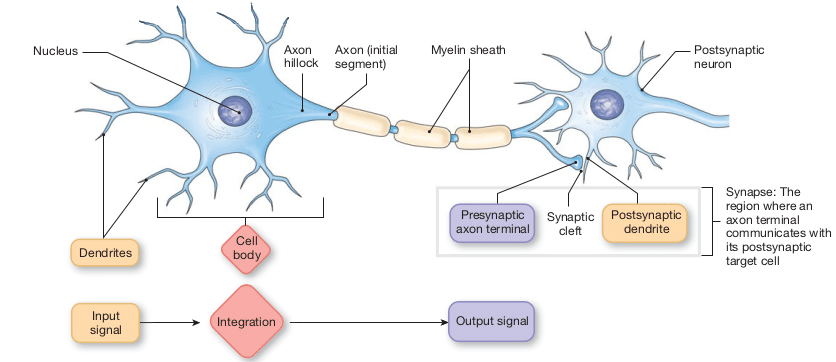 Nucleus
Axon
hillock
Axon (initial
segment)
Myelin sheath
Postsynaptic
neuron
Presynaptic
axon terminal
Synaptic
cleft
Postsynaptic
dendrite
Synapse: The
region where an
axon terminal
communicates with
its postsynaptic
target cell
Dendrites
Cell
body
Input
signal
Integration
Output signal